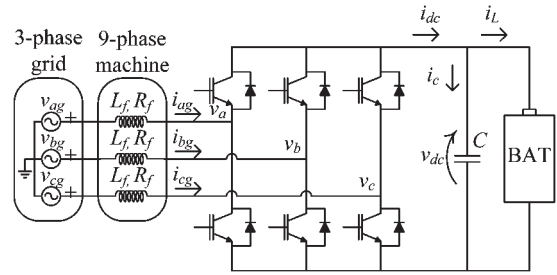 3-phase grid
9-phase machine
i_dc
i_L
v_ag +
L_f, R_f
i_ag
v_a
i_c
v_bg +
L_f, R_f
i_bg
v_b
v_dc
C
BAT
v_cg +
L_f, R_f
i_cg
v_c